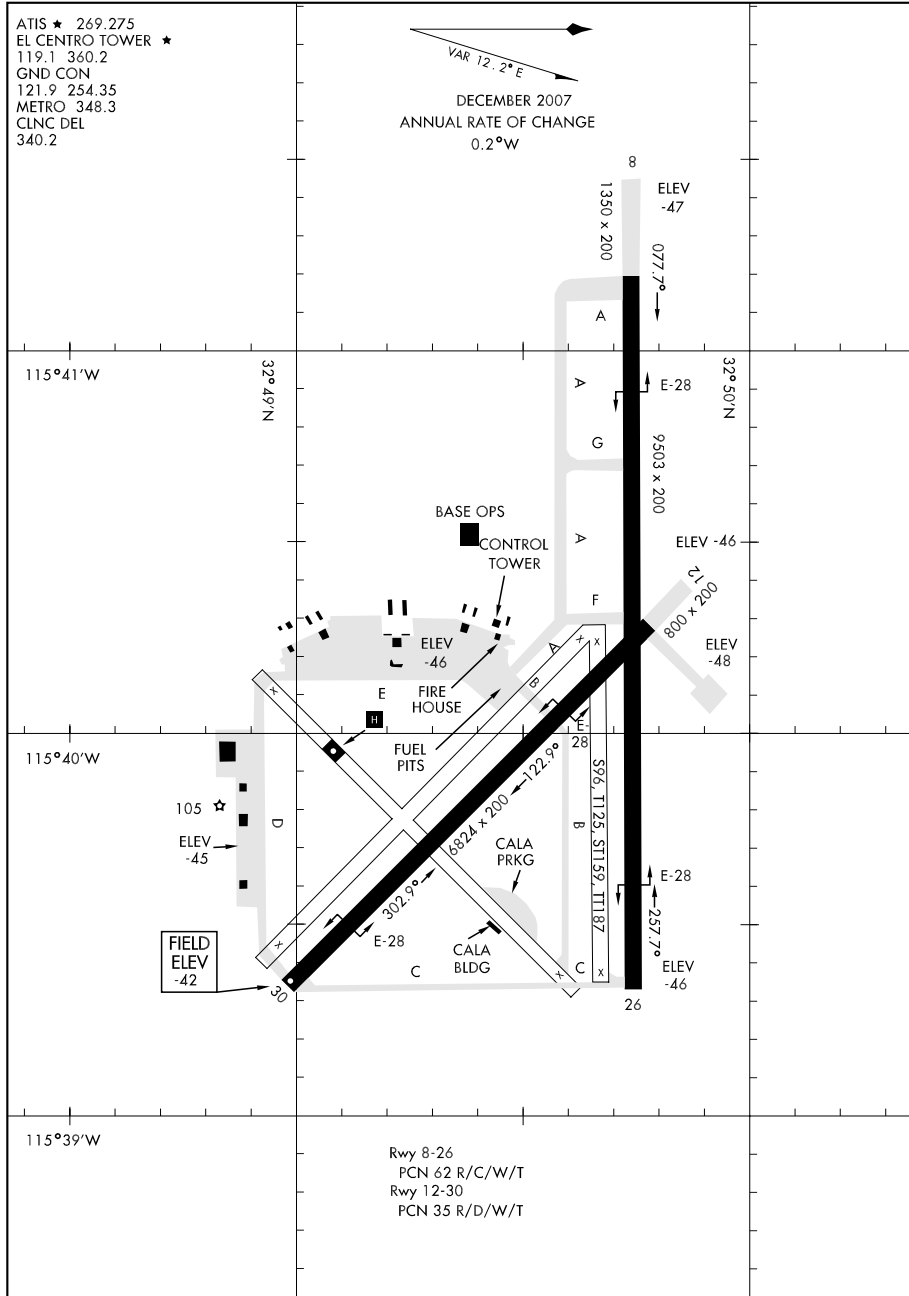 ATIS ★ 269.275
EL CENTRO TOWER ★
119.1 360.2
GND CON
121.9 254.35
METRO 348.3
CLNC DEL
340.2
VAR 12.2° E
DECEMBER 2007
ANNUAL RATE OF CHANGE
0.2°W
8
1350 x 200
ELEV
-47
077.7°
A
115°41'W
32°49'N
32°50'N
A
E-28
G
9503 x 200
BASE OPS
CONTROL
TOWER
A
ELEV -46
12
800 x 200
F
ELEV
-46
A
ELEV
-48
x
x
B
E
FIRE
HOUSE
x
H
E-
28
FUEL
PITS
115°40'W
122.9°
S96, T125, ST159, TT187
105
D
6824 x 200
B
ELEV
-45
CALA
PRKG
302.9°
E-28
257.7°
E-28
x
CALA
BLDG
FIELD
ELEV
-42
C
x
C
x
ELEV
-46
30
26
115°39'W
Rwy 8-26
PCN 62 R/C/W/T
Rwy 12-30
PCN 35 R/D/W/T